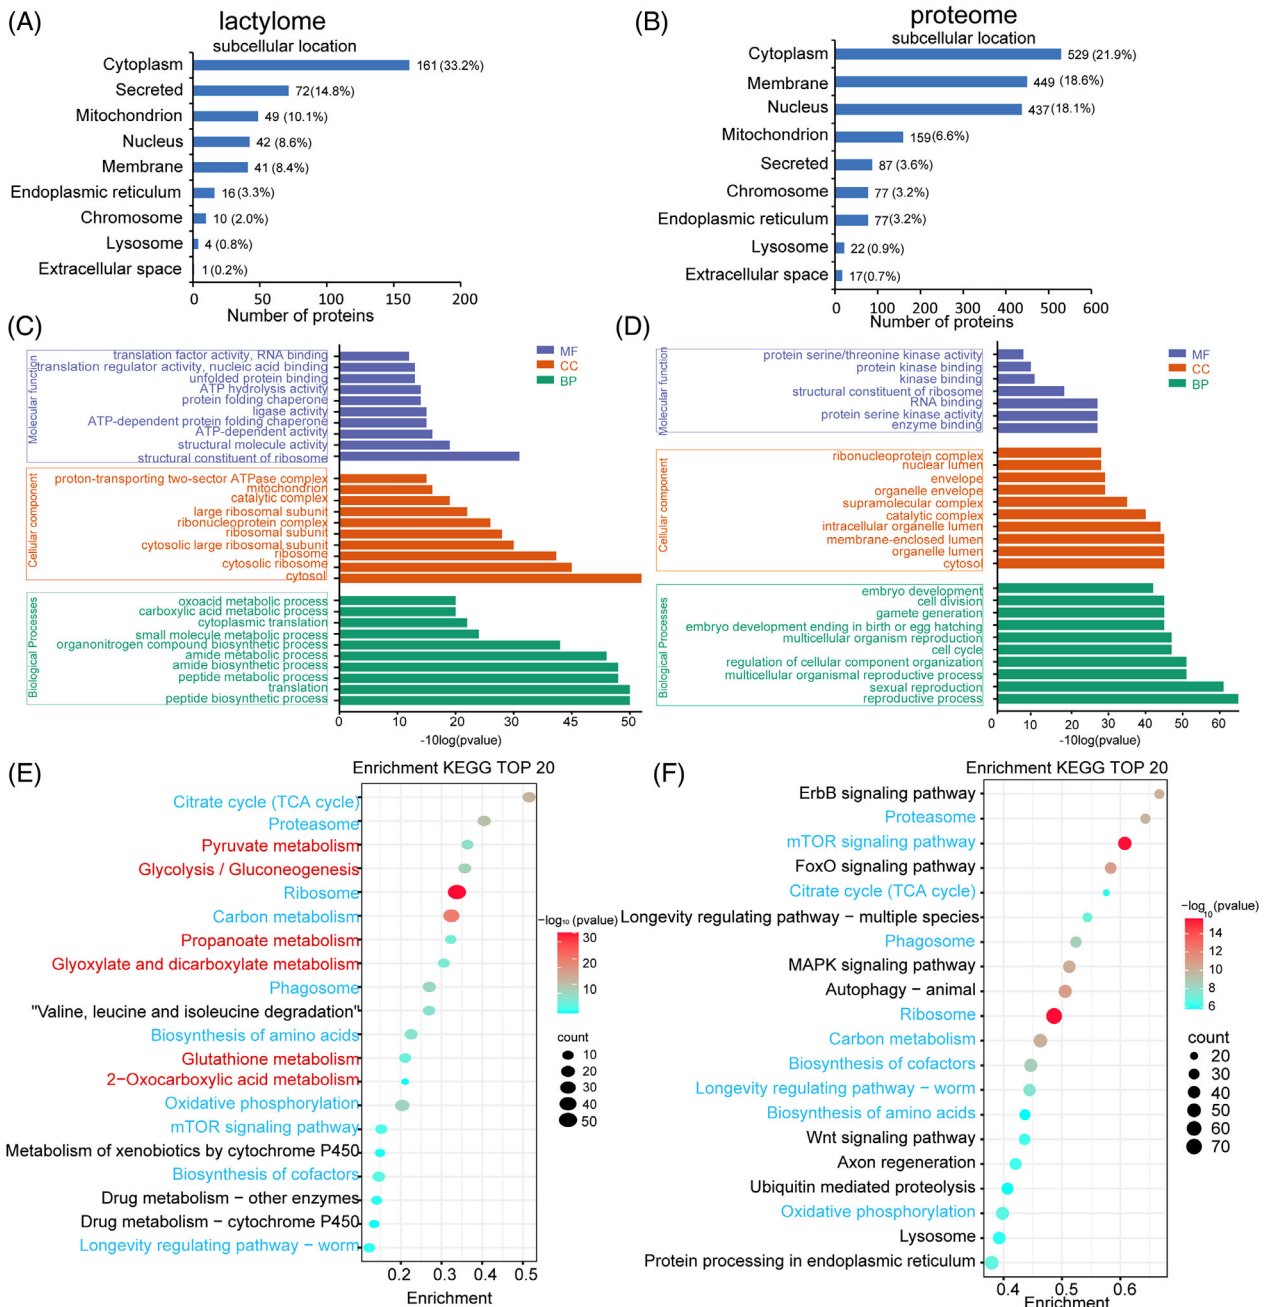 (A)
lactylome
subcellular location
Cytoplasm 161 (33.2%)
Secreted 72(14.8%)
Mitochondrion 49 (10.1%)
Nucleus 42 (8.6%)
Membrane 41 (8.4%)
Endoplasmic reticulum 16 (3.3%)
Chromosome 10 (2.0%)
Lysosome 4 (0.8%)
Extracellular space 1 (0.2%)
0 50 100 150 200
Number of proteins
(B)
proteome
subcellular location
Cytoplasm 529 (21.9%)
Membrane 449 (18.6%)
Nucleus 437(18.1%)
Mitochondrion 159(6.6%)
Secreted 87 (3.6%)
Chromosome 77 (3.2%)
Endoplasmic reticulum 77(3.2%)
Lysosome 22 (0.9%)
Extracellular space 17(0.7%)
0 100 200 300 400 500 600
Number of proteins
(C)
Molecular function
translation factor activity, RNA binding
translation regulator activity, nucleic acid binding
unfolded protein binding
ATP hydrolysis activity
protein folding chaperone
ligase activity
ATP-dependent protein folding chaperone
ATP-dependent activity
structural molecule activity
structural constituent of ribosome
Cellular component
proton-transporting two-sector ATPase complex
mitochondrion
catalytic complex
large ribosomal subunit
ribonucleoprotein complex
ribosomal subunit
cytosolic large ribosomal subunit
ribosome
cytosolic ribosome
cytosol
Biological Processes
oxoacid metabolic process
carboxylic acid metabolic process
cytoplasmic translation
small molecule metabolic process
organonitrogen compound biosynthetic process
amide metabolic process
amide biosynthetic process
peptide metabolic process
translation
peptide biosynthetic process
MF
CC
BP
0 10 20 30 45 50
-10log(pvalue)
(D)
Molecular function
protein serine/threonine kinase activity
protein kinase binding
kinase binding
structural constituent of ribosome
RNA binding
protein serine kinase activity
enzyme binding
Cellular component
ribonucleoprotein complex
nuclear lumen
envelope
organelle envelope
supramolecular complex
catalytic complex
intracellular organelle lumen
membrane-enclosed lumen
organelle lumen
cytosol
Biological Processes
embryo development
cell division
gamete generation
embryo development ending in birth or egg hatching
multicellular organism reproduction
cell cycle
regulation of cellular component organization
multicellular organismal reproductive process
sexual reproduction
reproductive process
MF
CC
BP
0 10 20 30 40 50 60
-10log(pvalue)
(E)
Enrichment KEGG TOP 20
Citrate cycle (TCA cycle)
Proteasome
Pyruvate metabolism
Glycolysis / Gluconeogenesis
Ribosome
Carbon metabolism
Propanoate metabolism
Glyoxylate and dicarboxylate metabolism
Phagosome
"Valine, leucine and isoleucine degradation"
Biosynthesis of amino acids
Glutathione metabolism
2−Oxocarboxylic acid metabolism
Oxidative phosphorylation
mTOR signaling pathway
Metabolism of xenobiotics by cytochrome P450
Biosynthesis of cofactors
Drug metabolism − other enzymes
Drug metabolism − cytochrome P450
Longevity regulating pathway − worm
0.2 0.3 0.4 0.5
Enrichment
−log₁₀ (pvalue)
30
20
10
count
10
20
30
40
50
(F)
Enrichment KEGG TOP 20
ErbB signaling pathway
Proteasome
mTOR signaling pathway
FoxO signaling pathway
Citrate cycle (TCA cycle)
Longevity regulating pathway − multiple species
Phagosome
MAPK signaling pathway
Autophagy − animal
Ribosome
Carbon metabolism
Biosynthesis of cofactors
Longevity regulating pathway − worm
Biosynthesis of amino acids
Wnt signaling pathway
Axon regeneration
Ubiquitin mediated proteolysis
Oxidative phosphorylation
Lysosome
Protein processing in endoplasmic reticulum
0.4 0.5 0.6
Enrichment
−log₁₀ (pvalue)
14
12
10
8
6
count
20
30
40
50
60
70